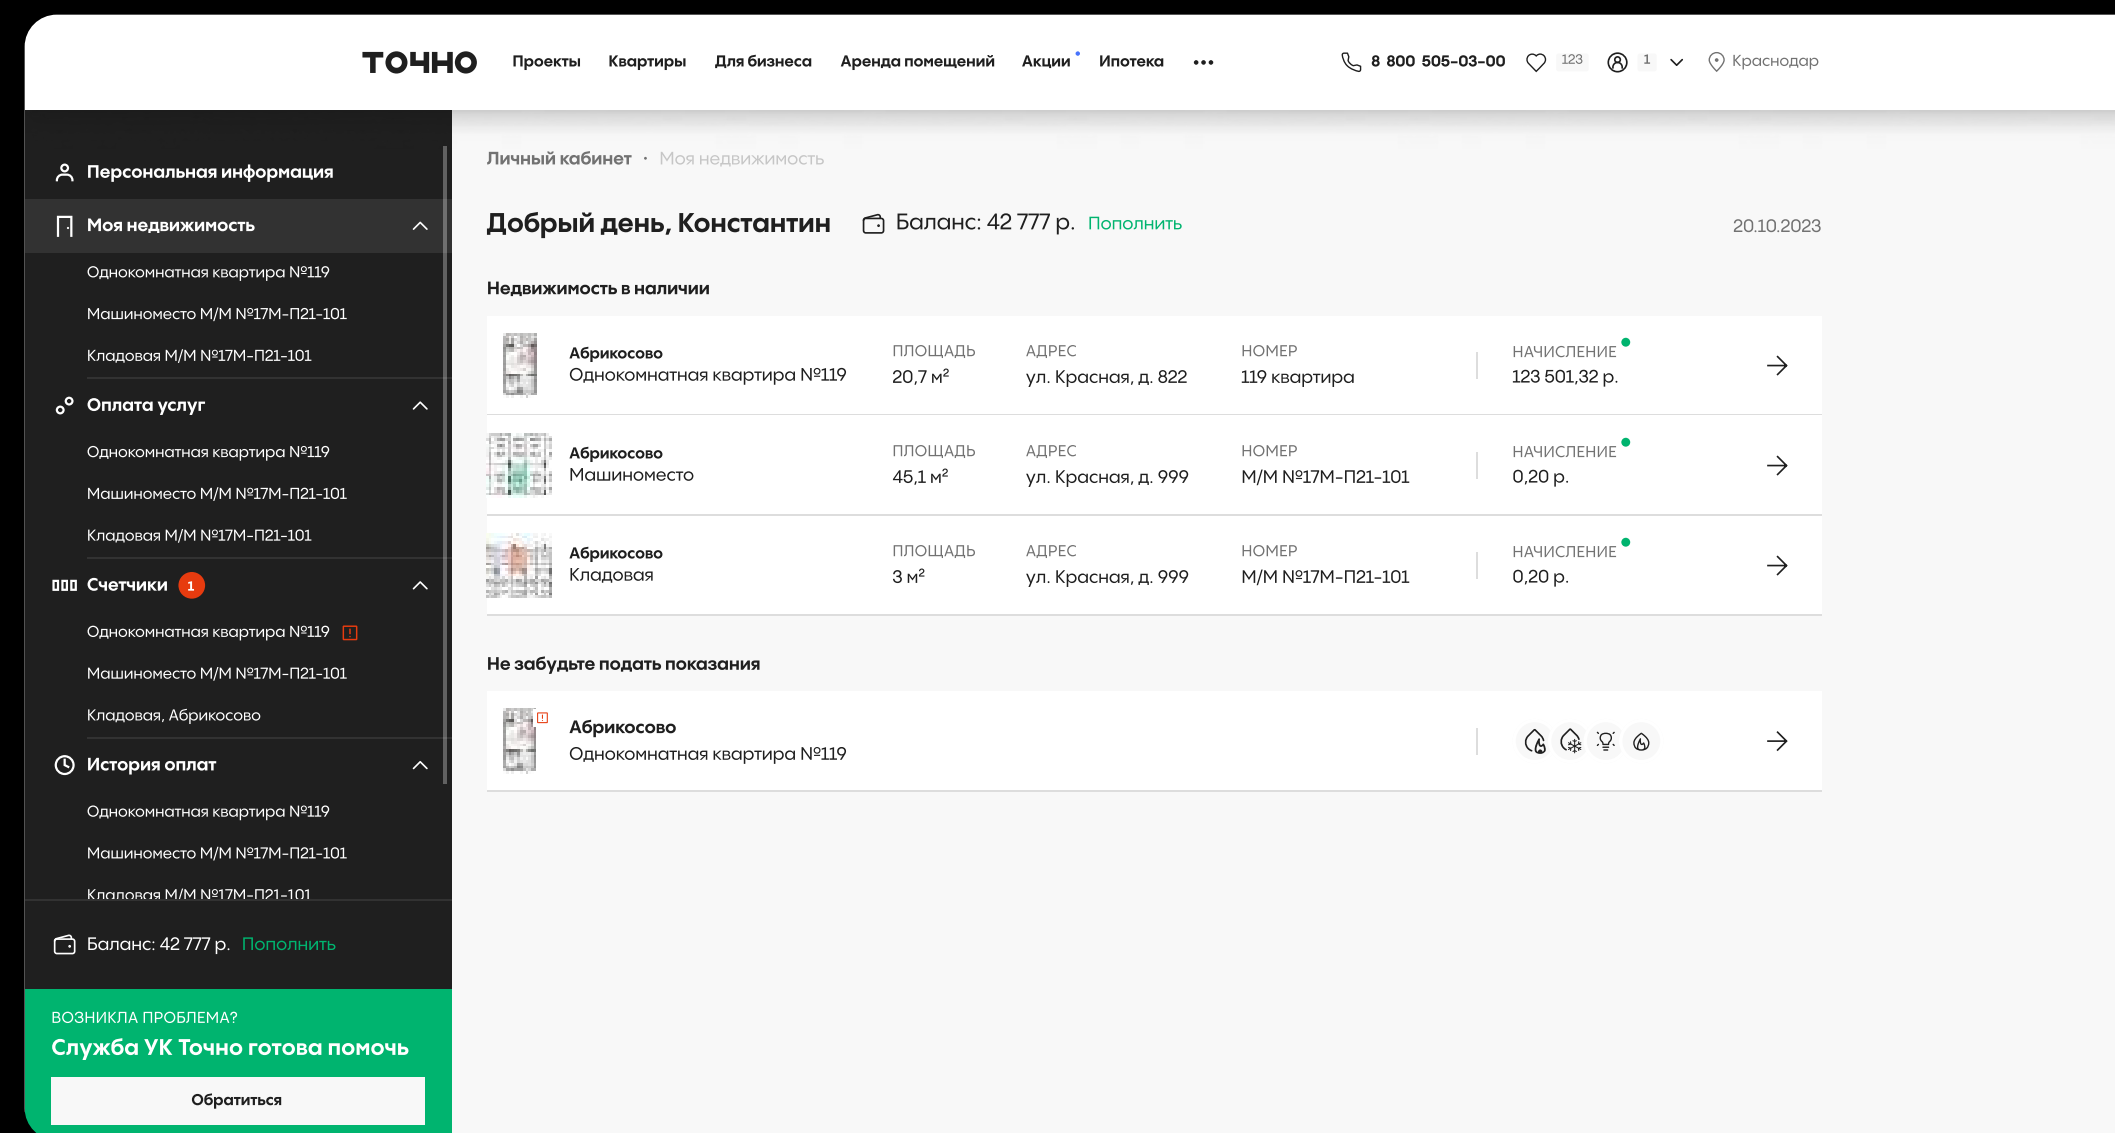 ТОЧНО
Проекты
Квартиры
Для бизнеса
Аренда помещений
Акции
Ипотека
8 800 505-03-00
123
1
Краснодар
Персональная информация
Моя недвижимость
Однокомнатная квартира №119
Машиноместо М/М №17М-П21-101
Кладовая М/М №17М-П21-101
Оплата услуг
Однокомнатная квартира №119
Машиноместо М/М №17М-П21-101
Кладовая М/М №17М-П21-101
Счетчики 1
Однокомнатная квартира №119
Машиноместо М/М №17М-П21-101
Кладовая, Абрикосово
История оплат
Однокомнатная квартира №119
Машиноместо М/М №17М-П21-101
Кладовая М/М №17М-П21-101
Баланс: 42 777 р. Пополнить
ВОЗНИКЛА ПРОБЛЕМА?
Служба УК Точно готова помочь
Обратиться
Личный кабинет · Моя недвижимость
Добрый день, Константин
Баланс: 42 777 р. Пополнить
20.10.2023
Недвижимость в наличии
Абрикосово
Однокомнатная квартира №119
ПЛОЩАДЬ
20,7 м²
АДРЕС
ул. Красная, д. 822
НОМЕР
119 квартира
НАЧИСЛЕНИЕ
123 501,32 р.
Абрикосово
Машиноместо
ПЛОЩАДЬ
45,1 м²
АДРЕС
ул. Красная, д. 999
НОМЕР
М/М №17М-П21-101
НАЧИСЛЕНИЕ
0,20 р.
Абрикосово
Кладовая
ПЛОЩАДЬ
3 м²
АДРЕС
ул. Красная, д. 999
НОМЕР
М/М №17М-П21-101
НАЧИСЛЕНИЕ
0,20 р.
Не забудьте подать показания
Абрикосово
Однокомнатная квартира №119